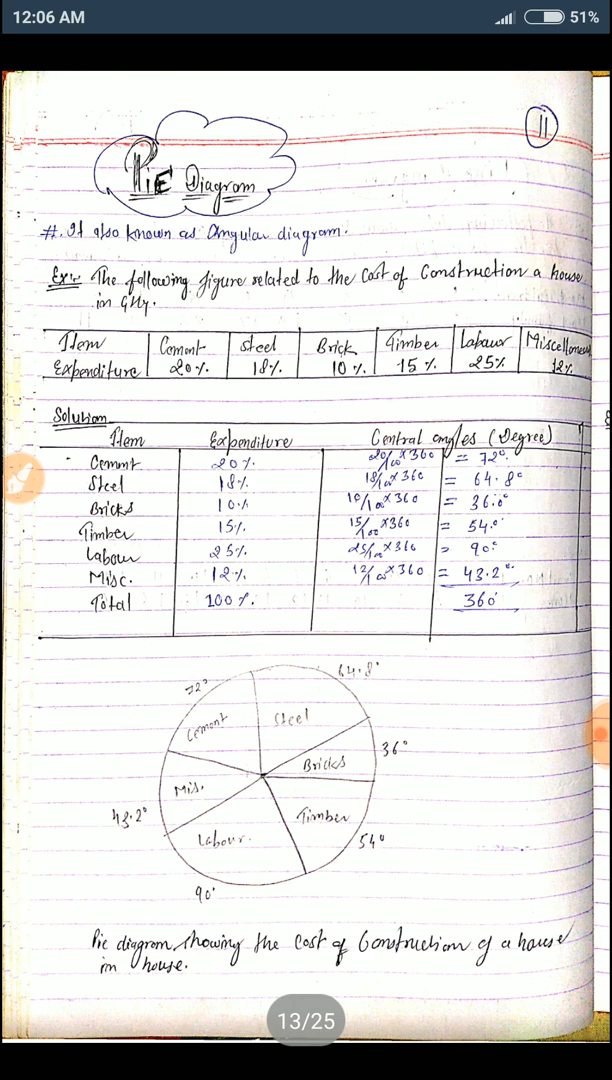 12:06 AM 51%
11
PiE Diagram
#. It also known as Angular diagram.
Ex:- The following figure related to the Cost of Construction a house
in GHy.
Item Cement Steel Brick Timber Labour Miscellaneous
Expenditure 20% 18% 10% 15% 25% 12%
Solution
Item Expenditure Central angles (Degree)
Cement 20% 20/100 × 360 = 72°
Steel 18% 18/100 × 360 = 64.8°
Bricks 10% 10/100 × 360 = 36.0°
Timber 15% 15/100 × 360 = 54.°
Labour 25% 25/100 × 360 = 90.°
Misc. 12% 12/100 × 360 = 43.2°
Total 100%. 360°
72° 64.8°
Cement Steel
Bricks 36°
Mis.
43.2° Timber
Labour. 54°
90°
Pie diagram, showing the Cost of Construction of a house
in house.
13/25